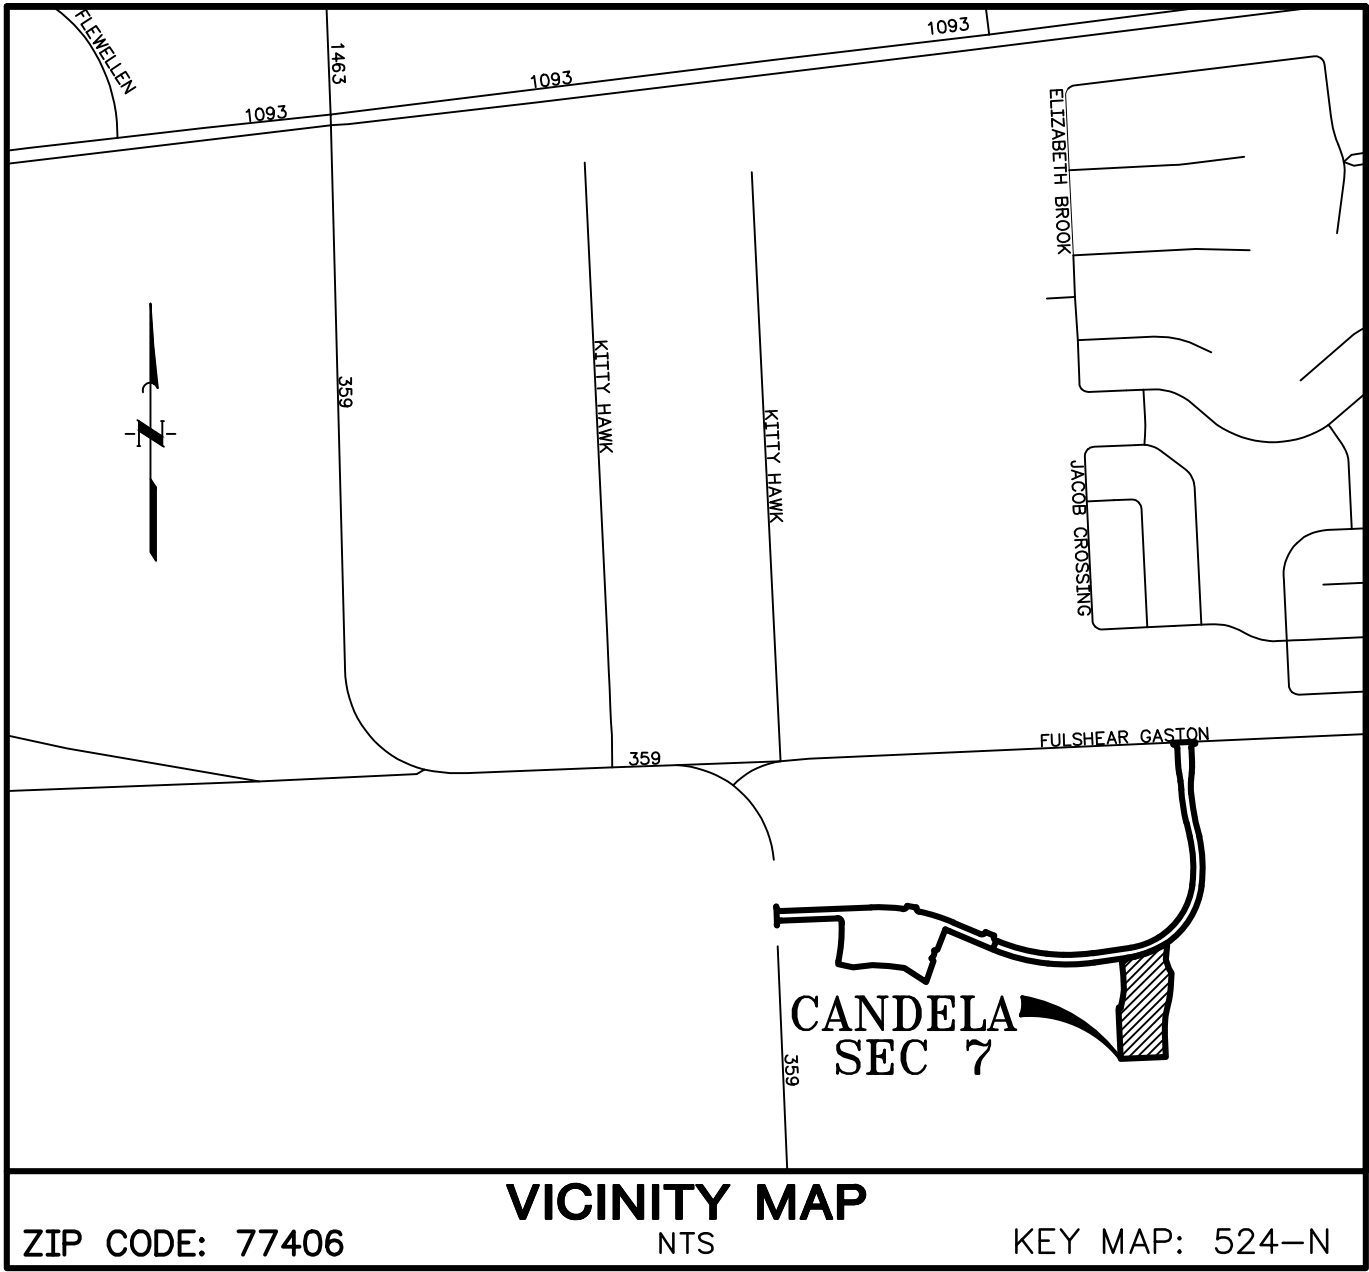 FLEWELLEN
1463
1093
1093
1093
ELIZABETH BROOK
359
KITTY HAWK
KITTY HAWK
JACOB CROSSING
N
359
FULSHEAR GASTON
CANDELA
SEC 7
359
VICINITY MAP
ZIP CODE: 77406
NTS
KEY MAP: 524-N